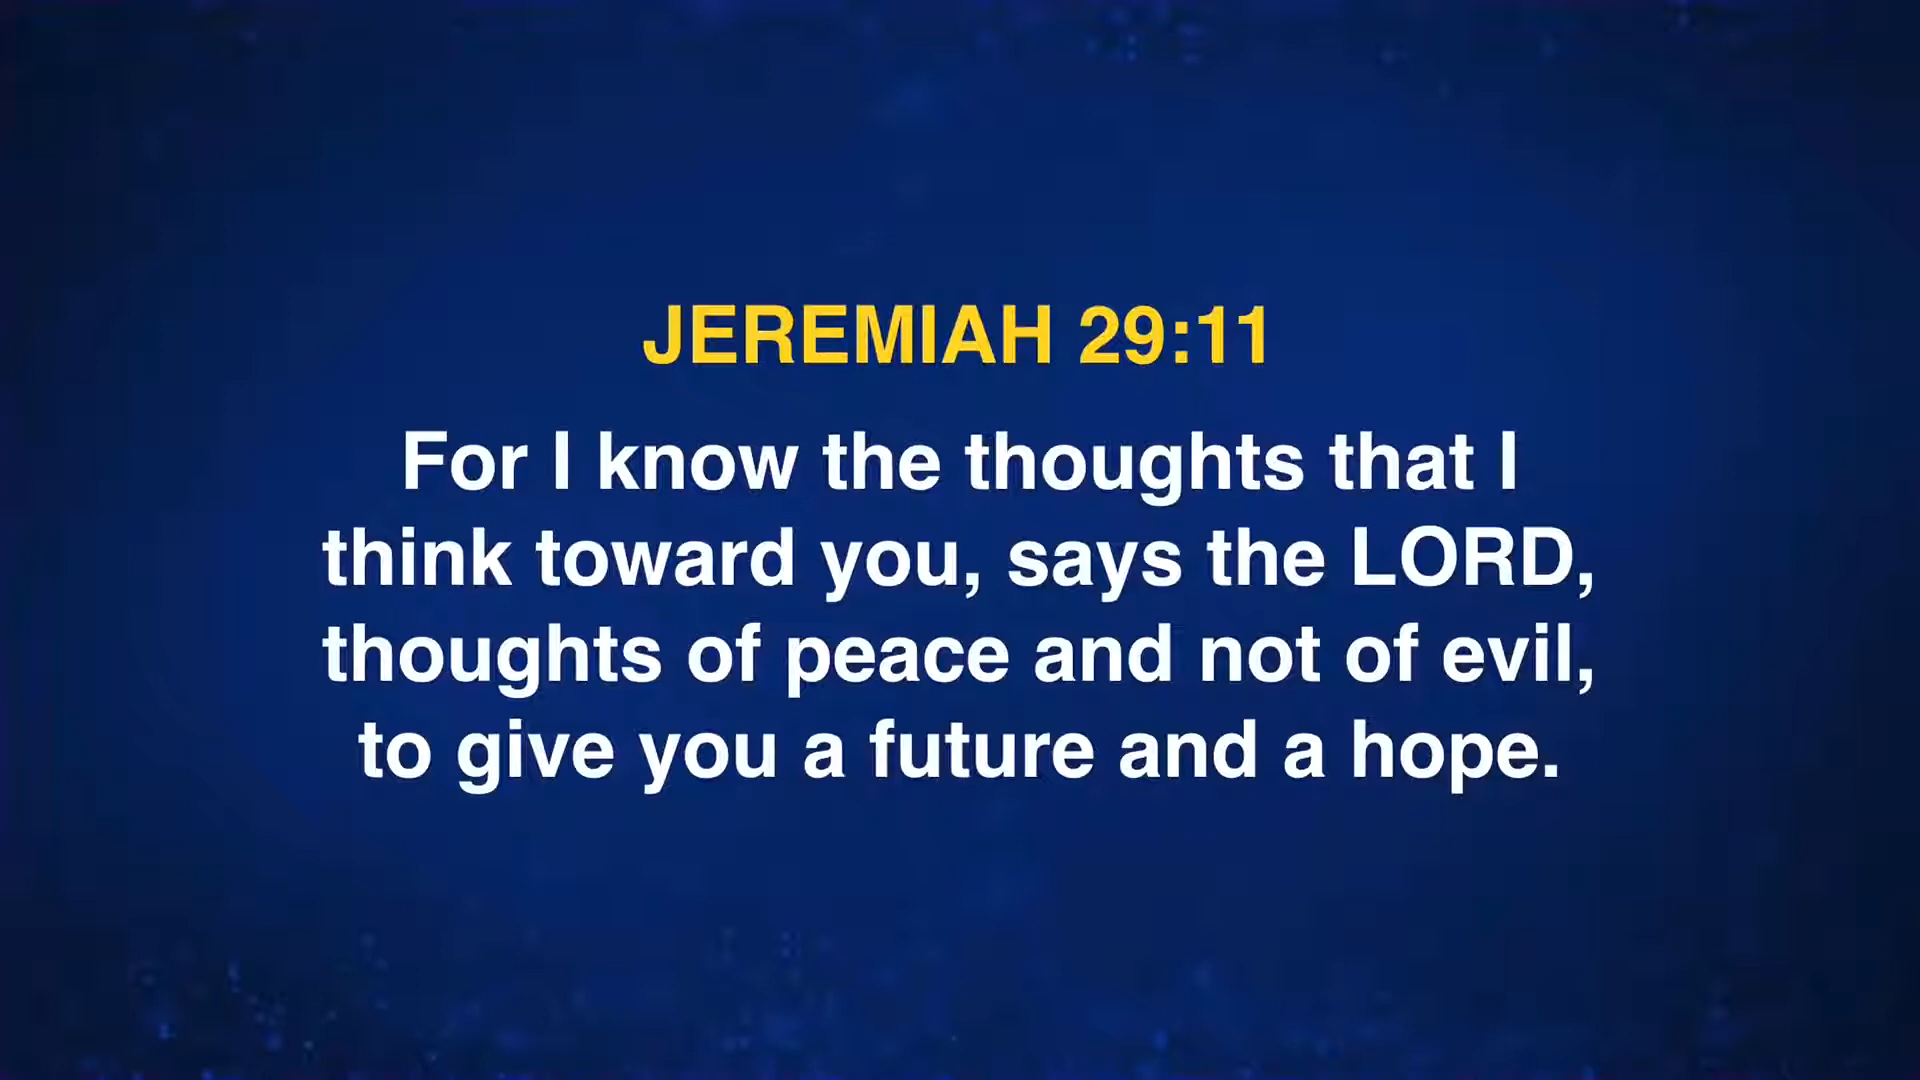 JEREMIAH 29:11
For I know the thoughts that I
think toward you, says the LORD,
thoughts of peace and not of evil,
to give you a future and a hope.